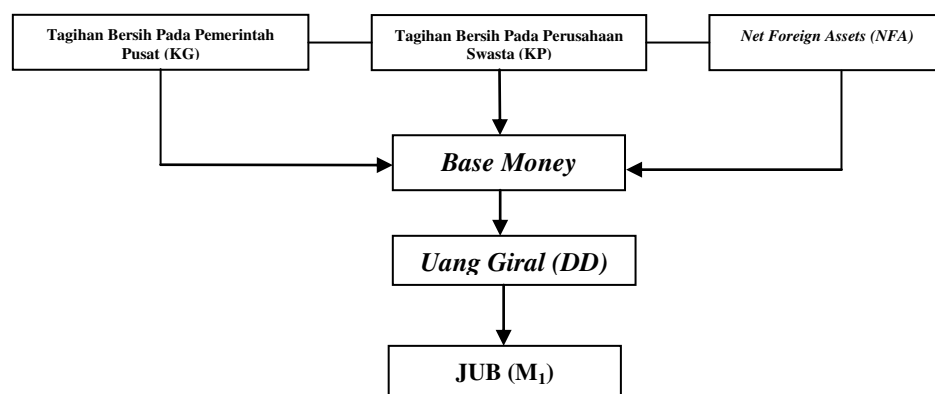 Tagihan Bersih Pada Pemerintah
Pusat (KG)
Tagihan Bersih Pada Perusahaan
Swasta (KP)
Net Foreign Assets (NFA)
Base Money
Uang Giral (DD)
JUB (M₁)